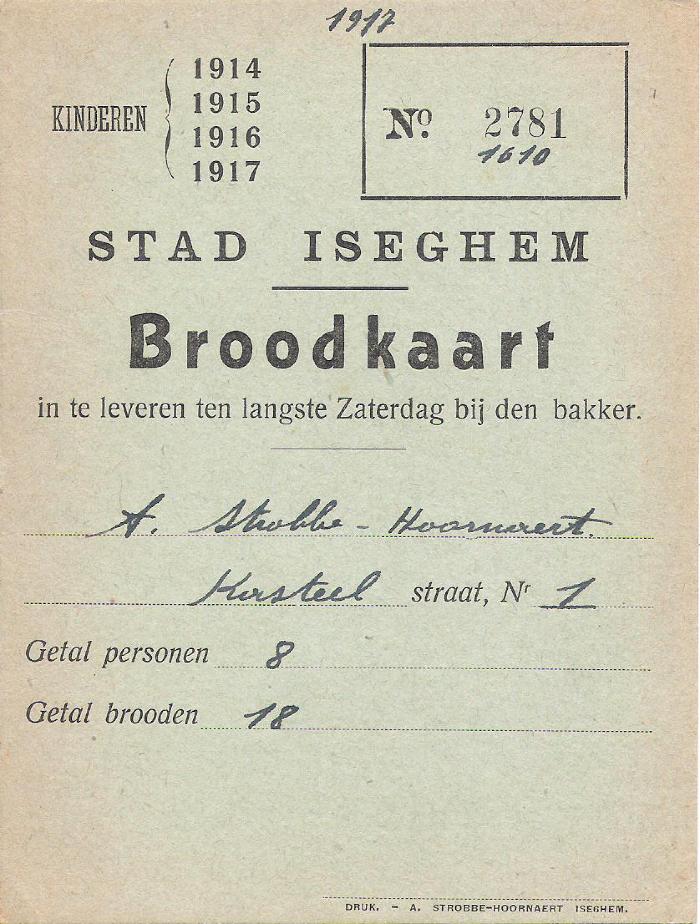 1917
KINDEREN
1914
1915
1916
1917
No. 2781
1610
STAD ISEGHEM
Broodkaart
in te leveren ten langste Zaterdag bij den bakker.
A. Strobbe - Hoornaert.
Kasteel straat, Nr 1
Getal personen 8
Getal brooden 18
DRUK. - A. STROBBE-HOORNAERT ISEGHEM.